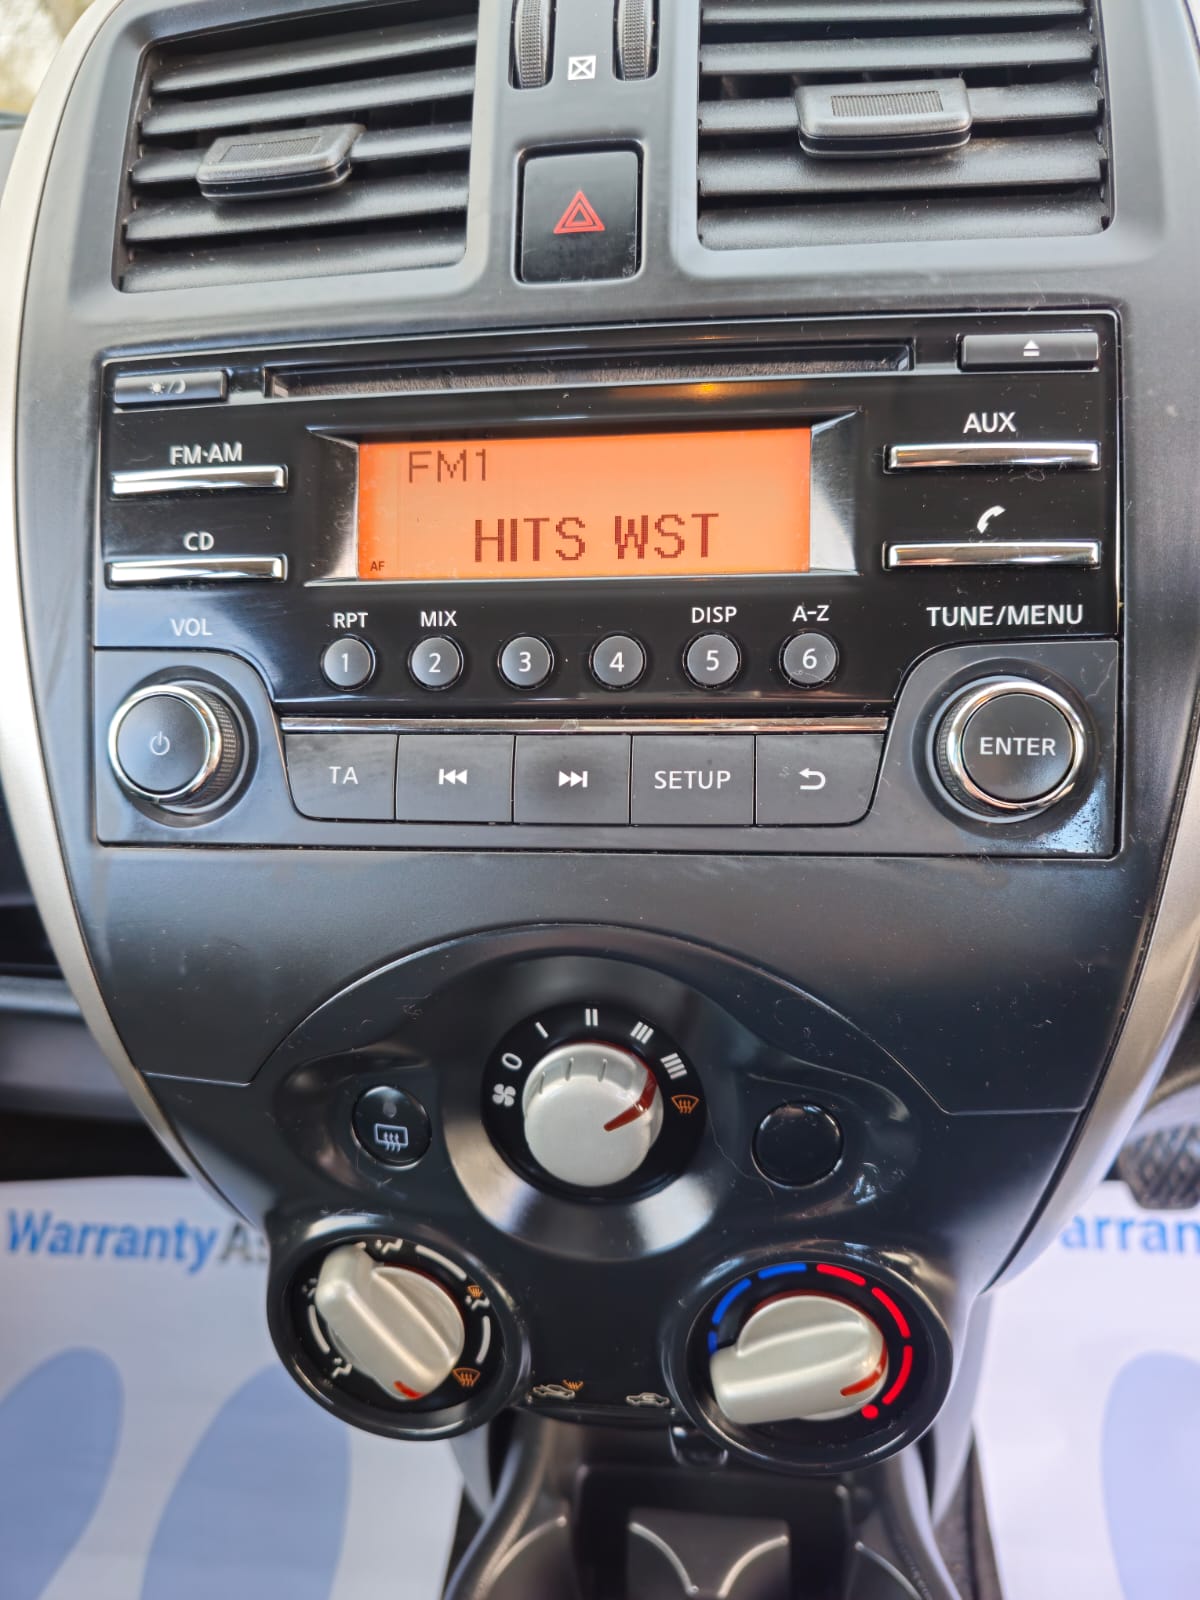 FM·AM
AUX
FM1
HITS WST
AF
CD
VOL
RPT
MIX
DISP
A-Z
TUNE/MENU
1
2
3
4
5
6
TA
SETUP
ENTER
0
I
II
III
IIII
WarrantyAs
arran